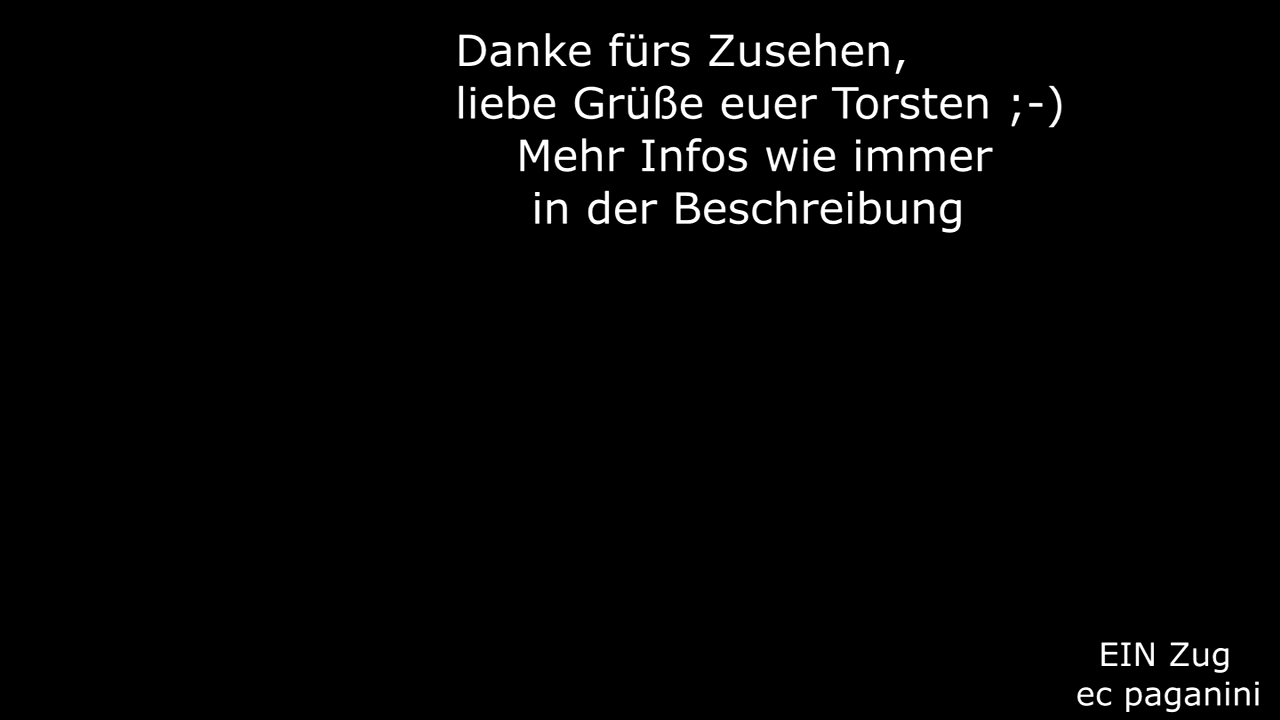 Danke fürs Zusehen,
liebe Grüße euer Torsten ;-)
Mehr Infos wie immer
in der Beschreibung
EIN Zug
ec paganini